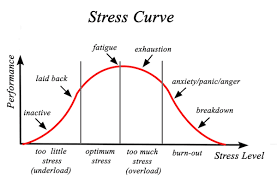 Stress Curve
fatigue
exhaustion
laid back
anxiety/panic/anger
inactive
breakdown
Performance
too little stress (underload)
optimum stress
too much stress (overload)
burn-out
Stress Level